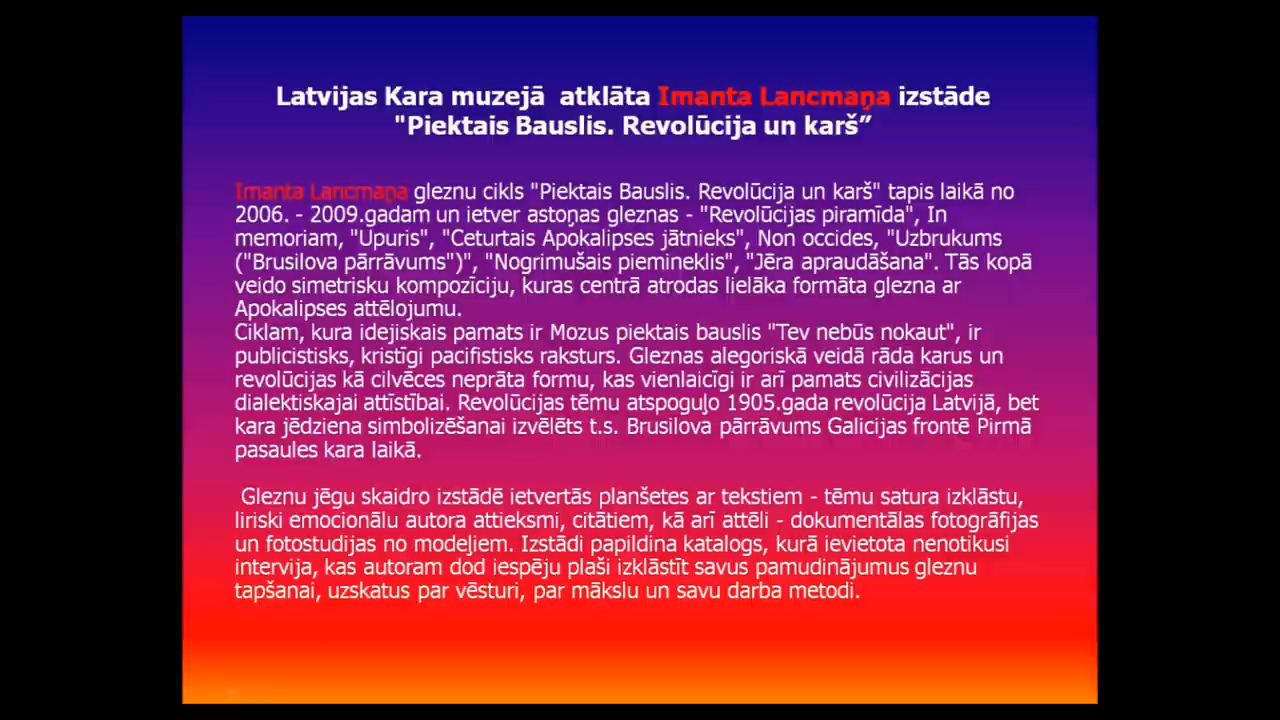 Latvijas Kara muzejā  atklāta Imanta Lancmaņa izstāde
"Piektais Bauslis. Revolūcija un karš”
Imanta Lancmaņa gleznu cikls "Piektais Bauslis. Revolūcija un karš" tapis laikā no
2006. - 2009.gadam un ietver astoņas gleznas - "Revolūcijas piramīda", In
memoriam, "Upuris", "Ceturtais Apokalipses jātnieks", Non occides, "Uzbrukums
("Brusilova pārrāvums")", "Nogrimušais piemineklis", "Jēra apraudāšana". Tās kopā
veido simetrisku kompozīciju, kuras centrā atrodas lielāka formāta glezna ar
Apokalipses attēlojumu.
Ciklam, kura idejiskais pamats ir Mozus piektais bauslis "Tev nebūs nokaut", ir
publicistisks, kristīgi pacifistisks raksturs. Gleznas alegoriskā veidā rāda karus un
revolūcijas kā cilvēces neprāta formu, kas vienlaicīgi ir arī pamats civilizācijas
dialektiskajai attīstībai. Revolūcijas tēmu atspoguļo 1905.gada revolūcija Latvijā, bet
kara jēdziena simbolizēšanai izvēlēts t.s. Brusilova pārrāvums Galicijas frontē Pirmā
pasaules kara laikā.
Gleznu jēgu skaidro izstādē ietvertās planšetes ar tekstiem - tēmu satura izklāstu,
liriski emocionālu autora attieksmi, citātiem, kā arī attēli - dokumentālas fotogrāfijas
un fotostudijas no modeļiem. Izstādi papildina katalogs, kurā ievietota nenotikusi
intervija, kas autoram dod iespēju plaši izklāstīt savus pamudinājumus gleznu
tapšanai, uzskatus par vēsturi, par mākslu un savu darba metodi.